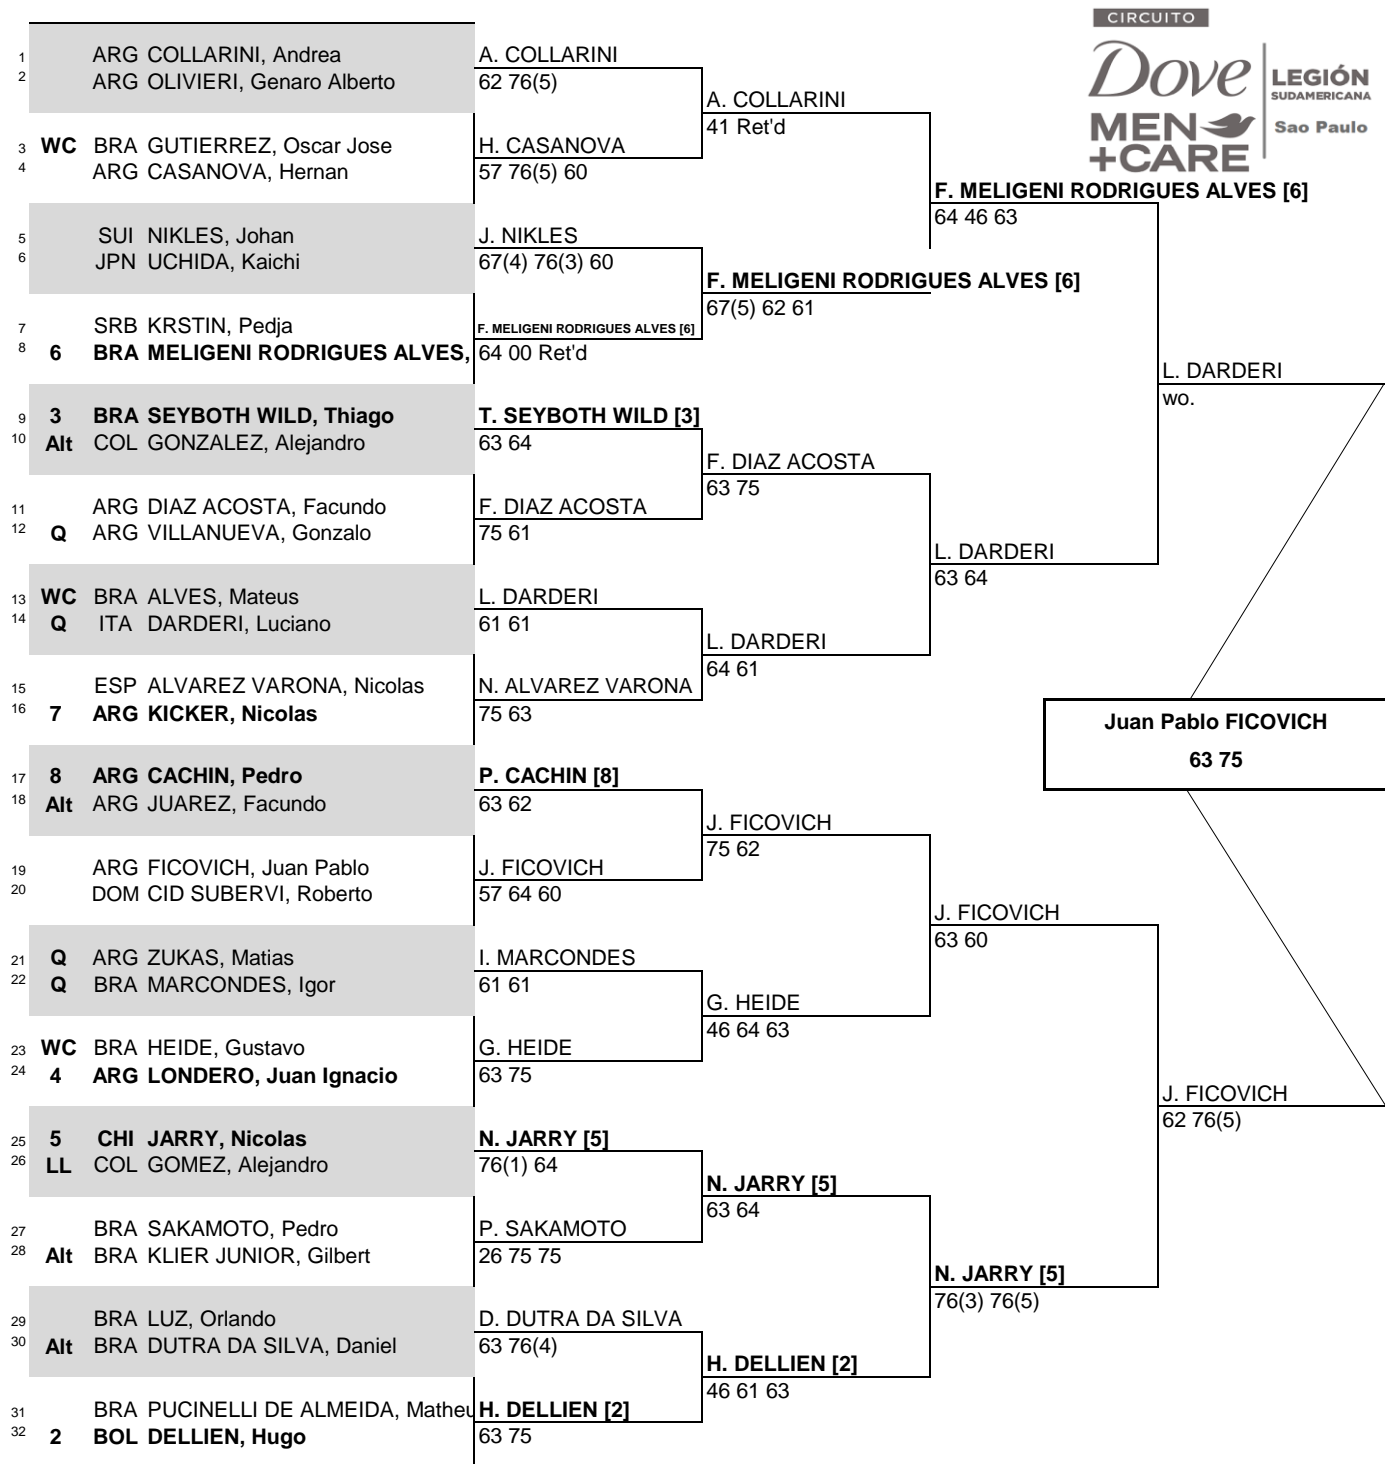 CIRCUITO
Dove
MEN
+CARE
LEGIÓN
SUDAMERICANA
Sao Paulo
1 ARG COLLARINI, Andrea
2 ARG OLIVIERI, Genaro Alberto
3 WC BRA GUTIERREZ, Oscar Jose
4 ARG CASANOVA, Hernan
5 SUI NIKLES, Johan
6 JPN UCHIDA, Kaichi
7 SRB KRSTIN, Pedja
8 6 BRA MELIGENI RODRIGUES ALVES,
9 3 BRA SEYBOTH WILD, Thiago
10 Alt COL GONZALEZ, Alejandro
11 ARG DIAZ ACOSTA, Facundo
12 Q ARG VILLANUEVA, Gonzalo
13 WC BRA ALVES, Mateus
14 Q ITA DARDERI, Luciano
15 ESP ALVAREZ VARONA, Nicolas
16 7 ARG KICKER, Nicolas
17 8 ARG CACHIN, Pedro
18 Alt ARG JUAREZ, Facundo
19 ARG FICOVICH, Juan Pablo
20 DOM CID SUBERVI, Roberto
21 Q ARG ZUKAS, Matias
22 Q BRA MARCONDES, Igor
23 WC BRA HEIDE, Gustavo
24 4 ARG LONDERO, Juan Ignacio
25 5 CHI JARRY, Nicolas
26 LL COL GOMEZ, Alejandro
27 BRA SAKAMOTO, Pedro
28 Alt BRA KLIER JUNIOR, Gilbert
29 BRA LUZ, Orlando
30 Alt BRA DUTRA DA SILVA, Daniel
31 BRA PUCINELLI DE ALMEIDA, Matheu
32 2 BOL DELLIEN, Hugo
A. COLLARINI
62 76(5)
H. CASANOVA
57 76(5) 60
J. NIKLES
67(4) 76(3) 60
F. MELIGENI RODRIGUES ALVES [6]
64 00 Ret'd
T. SEYBOTH WILD [3]
63 64
F. DIAZ ACOSTA
75 61
L. DARDERI
61 61
N. ALVAREZ VARONA
75 63
P. CACHIN [8]
63 62
J. FICOVICH
57 64 60
I. MARCONDES
61 61
G. HEIDE
63 75
N. JARRY [5]
76(1) 64
P. SAKAMOTO
26 75 75
D. DUTRA DA SILVA
63 76(4)
H. DELLIEN [2]
63 75
A. COLLARINI
41 Ret'd
F. MELIGENI RODRIGUES ALVES [6]
67(5) 62 61
F. DIAZ ACOSTA
63 75
L. DARDERI
64 61
J. FICOVICH
75 62
G. HEIDE
46 64 63
N. JARRY [5]
63 64
H. DELLIEN [2]
46 61 63
F. MELIGENI RODRIGUES ALVES [6]
64 46 63
L. DARDERI
63 64
J. FICOVICH
63 60
N. JARRY [5]
76(3) 76(5)
L. DARDERI
wo.
J. FICOVICH
62 76(5)
Juan Pablo FICOVICH
63 75